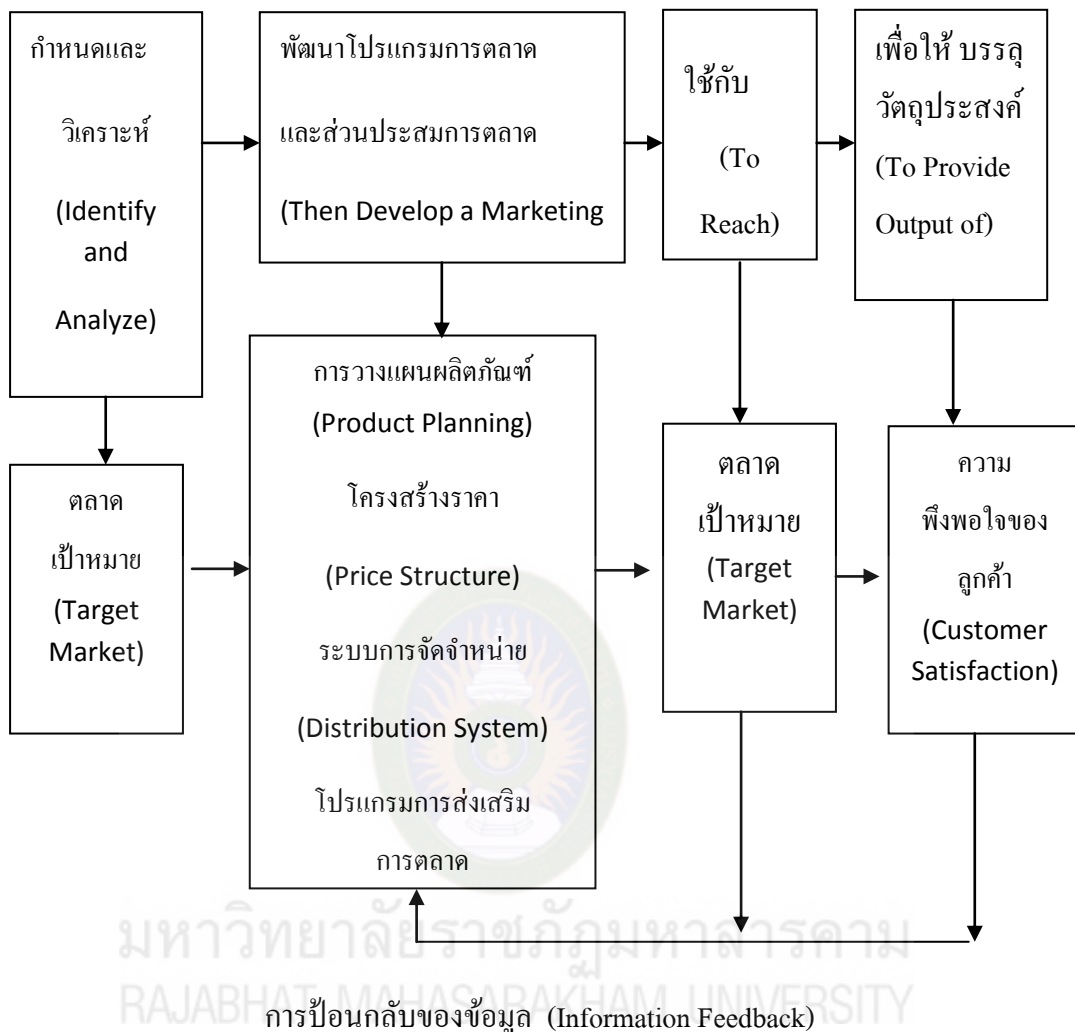 กำหนดและ
วิเคราะห์
(Identify
and
Analyze)
พัฒนาโปรแกรมการตลาด
และส่วนประสมการตลาด
(Then Develop a Marketing
ใช้กับ
(To
Reach)
เพื่อให้ บรรลุ
วัตถุประสงค์
(To Provide
Output of)
ตลาด
เป้าหมาย
(Target
Market)
การวางแผนผลิตภัณฑ์
(Product Planning)
โครงสร้างราคา
(Price Structure)
ระบบการจัดจำหน่าย
(Distribution System)
โปรแกรมการส่งเสริม
การตลาด
ตลาด
เป้าหมาย
(Target
Market)
ความ
พึงพอใจของ
ลูกค้า
(Customer
Satisfaction)
มหาวิทยาลัยราชภัฏมหาสารคาม
RAJABHAT MAHASARAKHAM UNIVERSITY
การป้อนกลับของข้อมูล (Information Feedback)